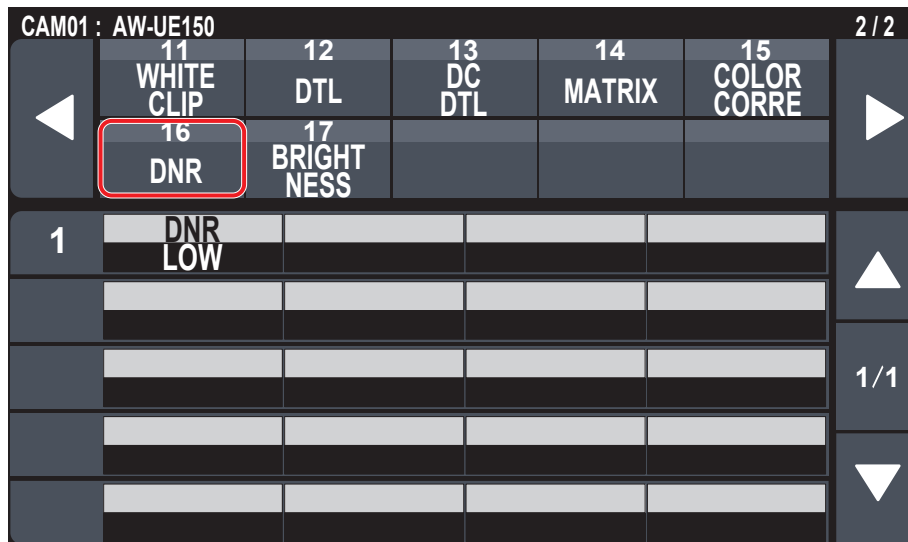 CAM01 : AW-UE150 2 / 2
11 12 13 14 15
WHITE CLIP DTL DC DTL MATRIX COLOR CORRE
16 17
DNR BRIGHT NESS
1 DNR
LOW
1/1